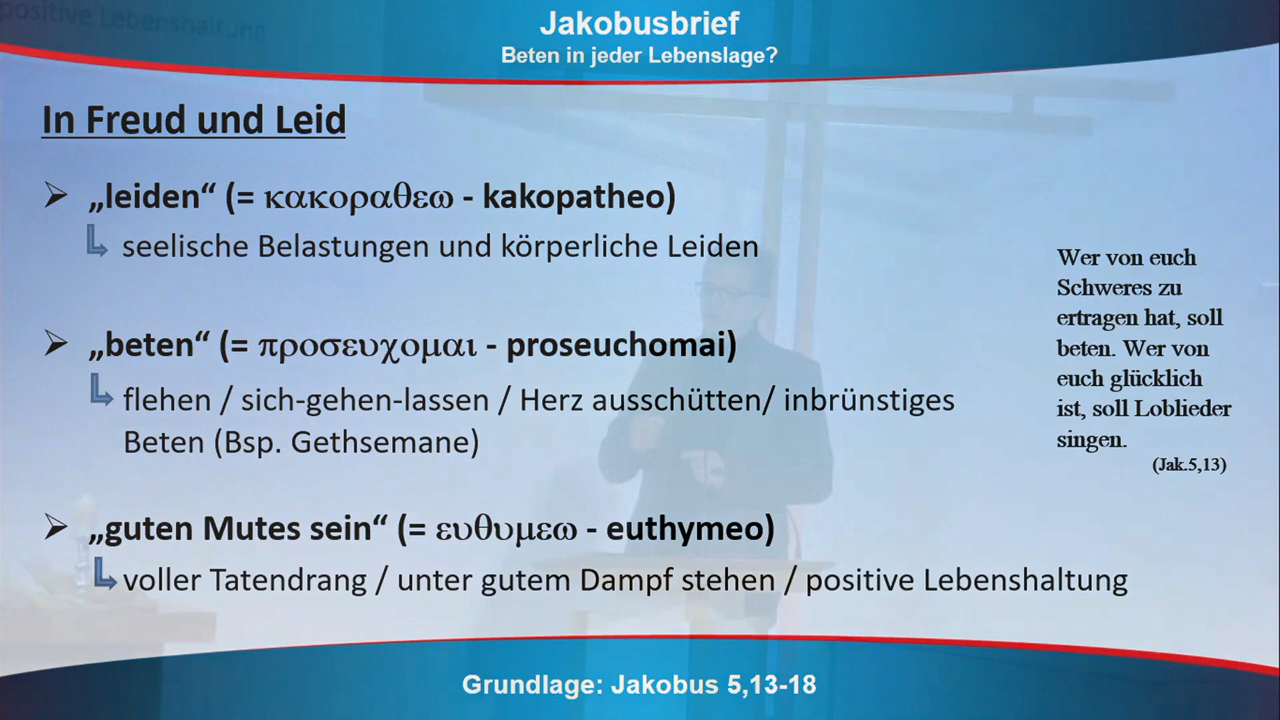 positive Lebenshaltung
Jakobusbrief
Beten in jeder Lebenslage?
In Freud und Leid
➢ „leiden“ (= κακοραθεω - kakopatheo)
seelische Belastungen und körperliche Leiden
➢ „beten“ (= προσευχομαι - proseuchomai)
flehen / sich-gehen-lassen / Herz ausschütten/ inbrünstiges
Beten (Bsp. Gethsemane)
➢ „guten Mutes sein“ (= ευθυμεω - euthymeo)
voller Tatendrang / unter gutem Dampf stehen / positive Lebenshaltung
Wer von euch
Schweres zu
ertragen hat, soll
beten. Wer von
euch glücklich
ist, soll Loblieder
singen.
(Jak.5,13)
Grundlage: Jakobus 5,13-18